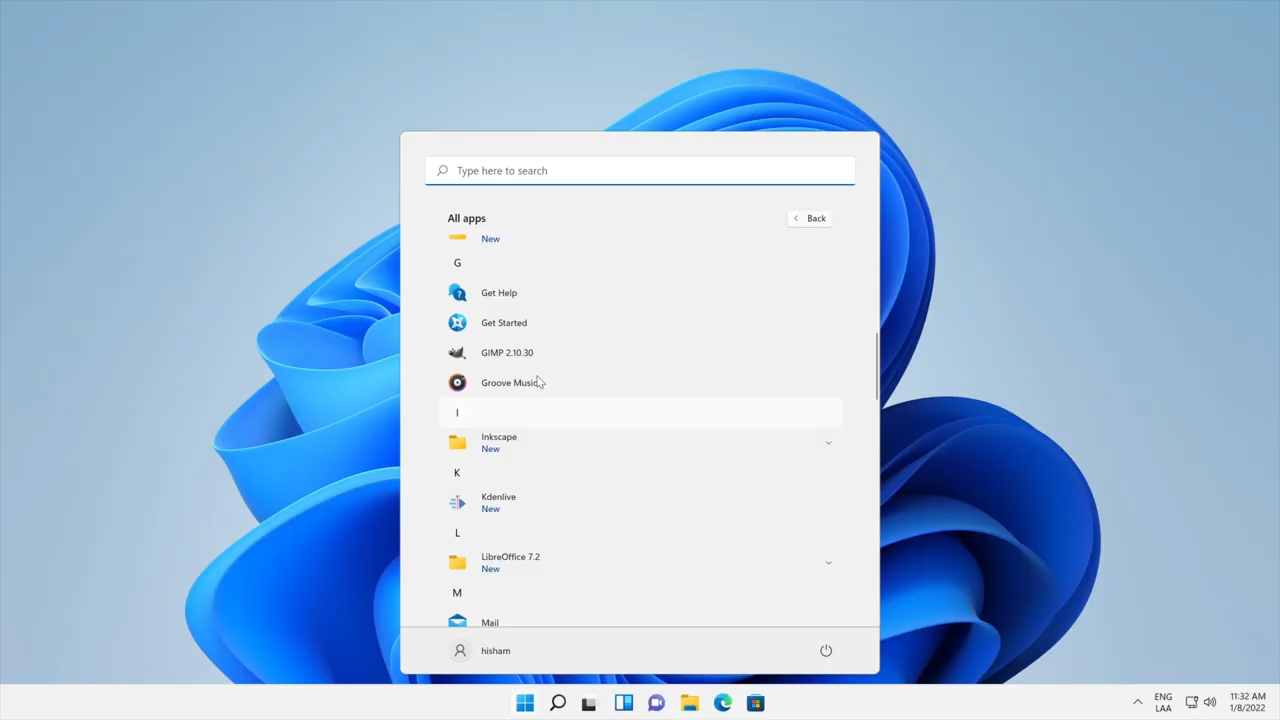 Type here to search
All apps
Back
New
G
Get Help
Get Started
GIMP 2.10.30
Groove Music
I
Inkscape
New
K
Kdenlive
New
L
LibreOffice 7.2
New
M
Mail
hisham
ENG
LAA
11:32 AM
1/8/2022